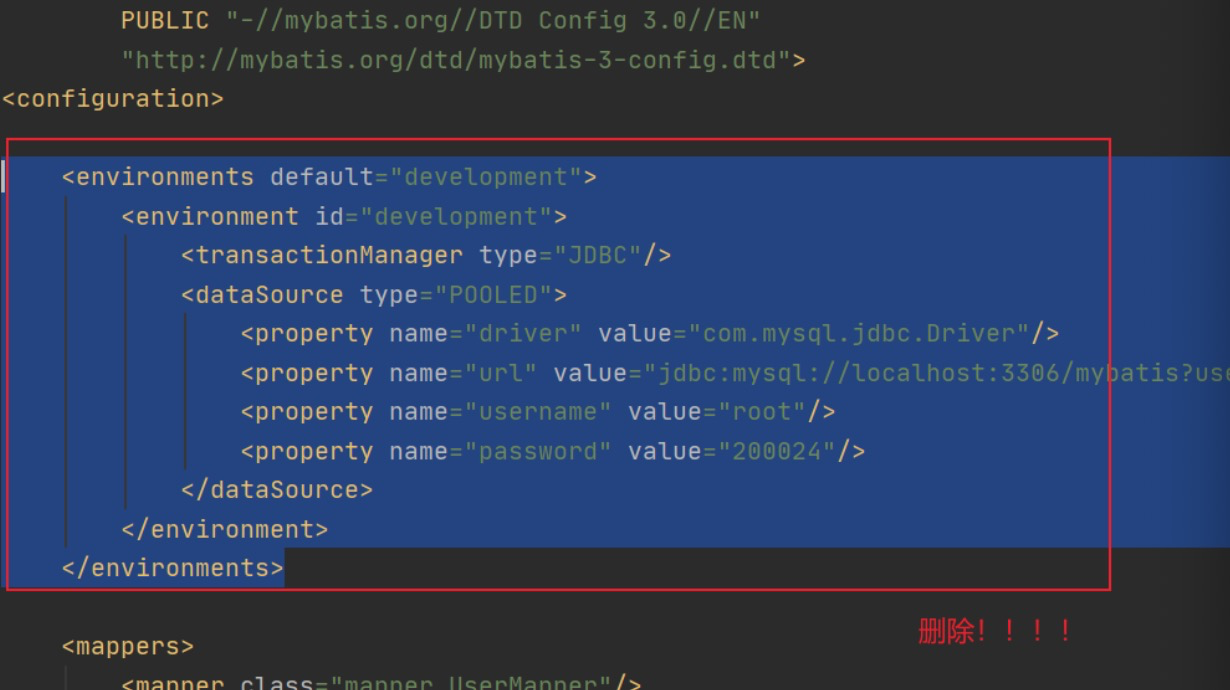 PUBLIC "-//mybatis.org//DTD Config 3.0//EN"
"http://mybatis.org/dtd/mybatis-3-config.dtd">
<configuration>
<environments default="development">
<environment id="development">
<transactionManager type="JDBC"/>
<dataSource type="POOLED">
<property name="driver" value="com.mysql.jdbc.Driver"/>
<property name="url" value="jdbc:mysql://localhost:3306/mybatis?use
<property name="username" value="root"/>
<property name="password" value="200024"/>
</dataSource>
</environment>
</environments>
删除！！！！
<mappers>
<mapper class="mapper.UserMapper"/>